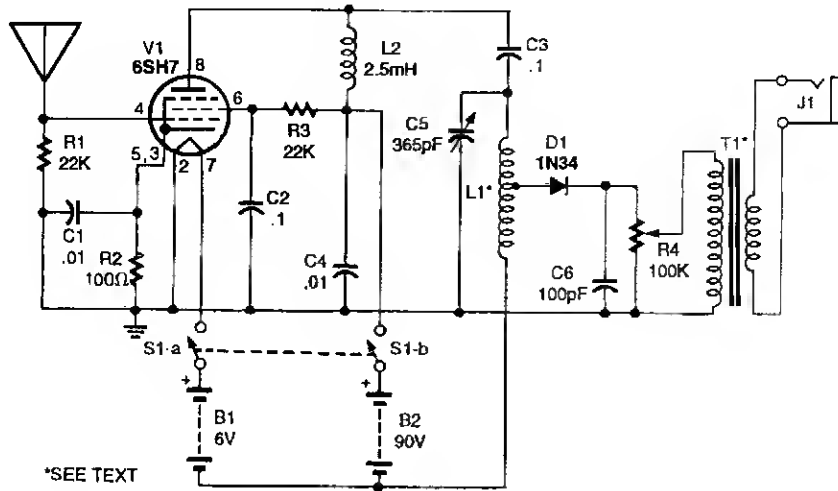 V1
6SH7
8
4
6
5, 3
2
7
R1
22K
C1
.01
R2
100Ω
C2
.1
R3
22K
L2
2.5mH
C4
.01
C3
.1
C5
365pF
L1*
D1
1N34
C6
100pF
R4
100K
T1*
J1
S1-a
S1-b
+
B1
6V
+
B2
90V
*SEE TEXT